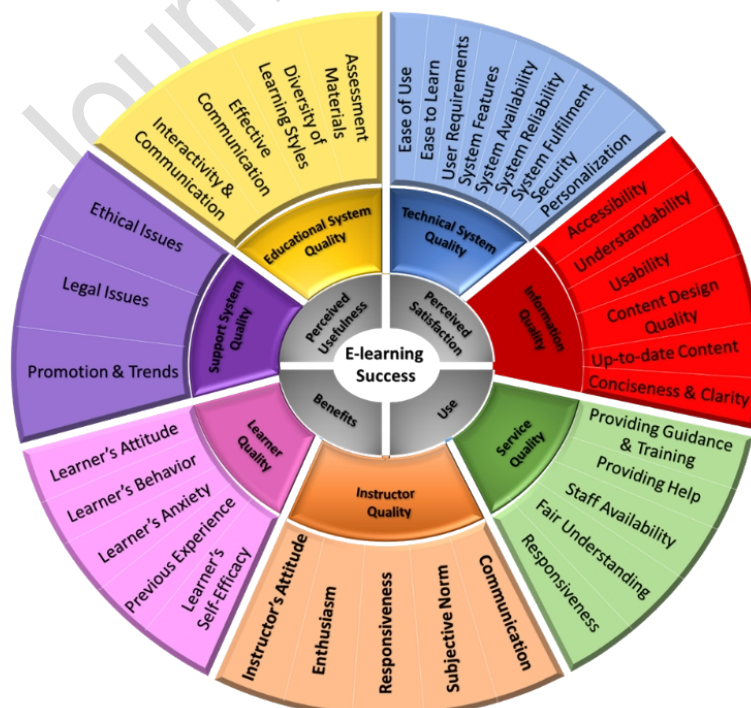 Journ
Assessment
Materials
Diversity of
Learning Styles
Effective
Communication
Interactivity &
Communication
Educational System
Quality
Ease of Use
Ease to Learn
User Requirements
System Features
System Availability
System Reliability
System Fulfilment
Security
Personalization
Technical System
Quality
Accessibility
Understandability
Usability
Content Design
Quality
Up-to-date Content
Conciseness & Clarity
Information
Quality
Ethical Issues
Legal Issues
Promotion & Trends
Support System
Quality
Perceived
Usefulness
Perceived
Satisfaction
E-learning
Success
Benefits
Use
Learner's Attitude
Learner's Behavior
Learner's Anxiety
Previous Experience
Learner's
Self-Efficacy
Learner
Quality
Instructor
Quality
Instructor's Attitude
Enthusiasm
Responsiveness
Subjective Norm
Communication
Service
Quality
Providing Guidance
& Training
Providing Help
Staff Availability
Fair Understanding
Responsiveness